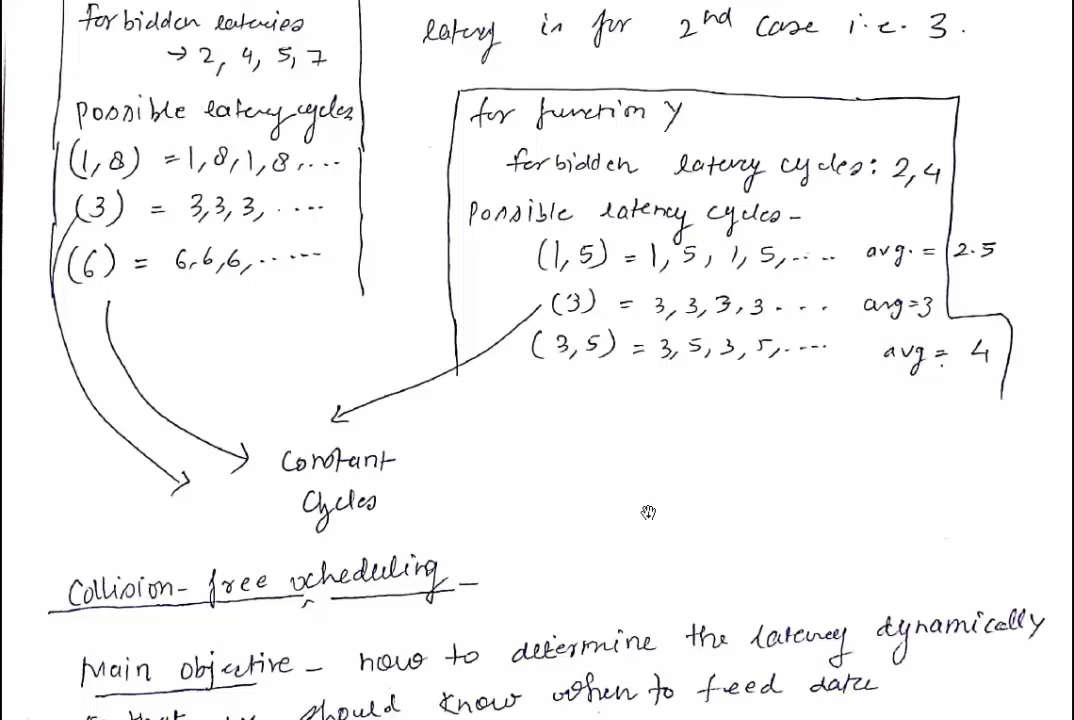 forbidden latencies
→ 2, 4, 5, 7
possible latency cycles
(1, 8) = 1, 8, 1, 8, ...
(3) = 3, 3, 3, ....
(6) = 6, 6, 6, .....
latency is for 2nd case i.e. 3.
for function Y
forbidden latency cycles: 2, 4
possible latency cycles -
(1, 5) = 1, 5, 1, 5, .... avg. = 2.5
(3) = 3, 3, 3, 3 . . . avg = 3
(3, 5) = 3, 5, 3, 5, .... avg = 4
Constant
Cycles
Collision-free scheduling -
Main objective - how to determine the latency dynamically
so that we should know when to feed data